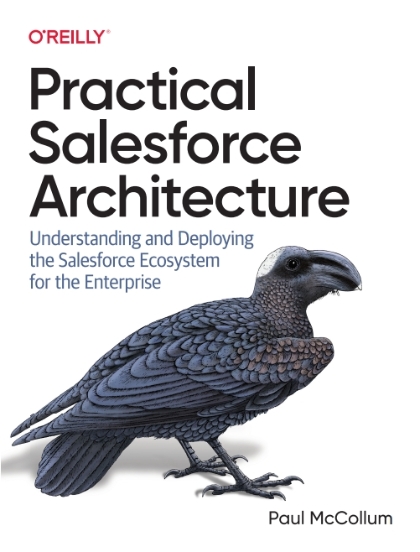 O'REILLY®
Practical
Salesforce
Architecture
Understanding and Deploying
the Salesforce Ecosystem
for the Enterprise
Paul McCollum